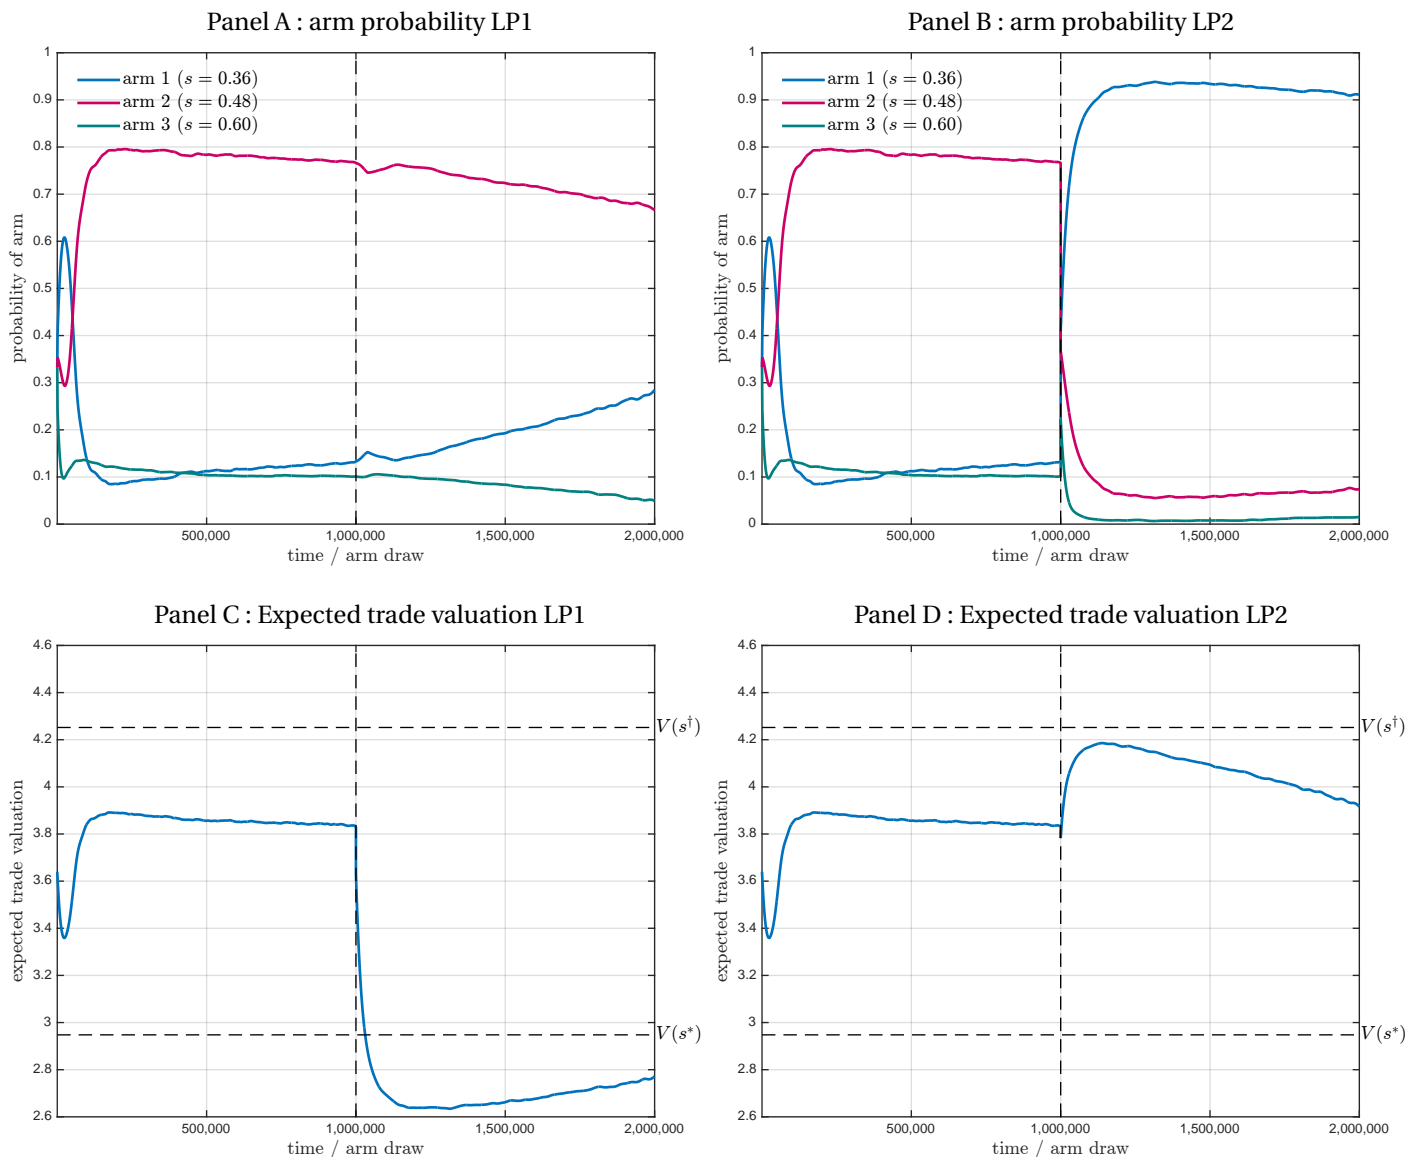 Panel A : arm probability LP1
1
0.9
0.8
0.7
0.6
0.5
0.4
0.3
0.2
0.1
0
probability of arm
arm 1 (s = 0.36)
arm 2 (s = 0.48)
arm 3 (s = 0.60)
500,000
1,000,000
1,500,000
2,000,000
time / arm draw
Panel B : arm probability LP2
1
0.9
0.8
0.7
0.6
0.5
0.4
0.3
0.2
0.1
0
probability of arm
arm 1 (s = 0.36)
arm 2 (s = 0.48)
arm 3 (s = 0.60)
500,000
1,000,000
1,500,000
2,000,000
time / arm draw
Panel C : Expected trade valuation LP1
4.6
4.4
4.2
4
3.8
3.6
3.4
3.2
3
2.8
2.6
expected trade valuation
V(s†)
V(s*)
500,000
1,000,000
1,500,000
2,000,000
time / arm draw
Panel D : Expected trade valuation LP2
4.6
4.4
4.2
4
3.8
3.6
3.4
3.2
3
2.8
2.6
expected trade valuation
V(s†)
V(s*)
500,000
1,000,000
1,500,000
2,000,000
time / arm draw